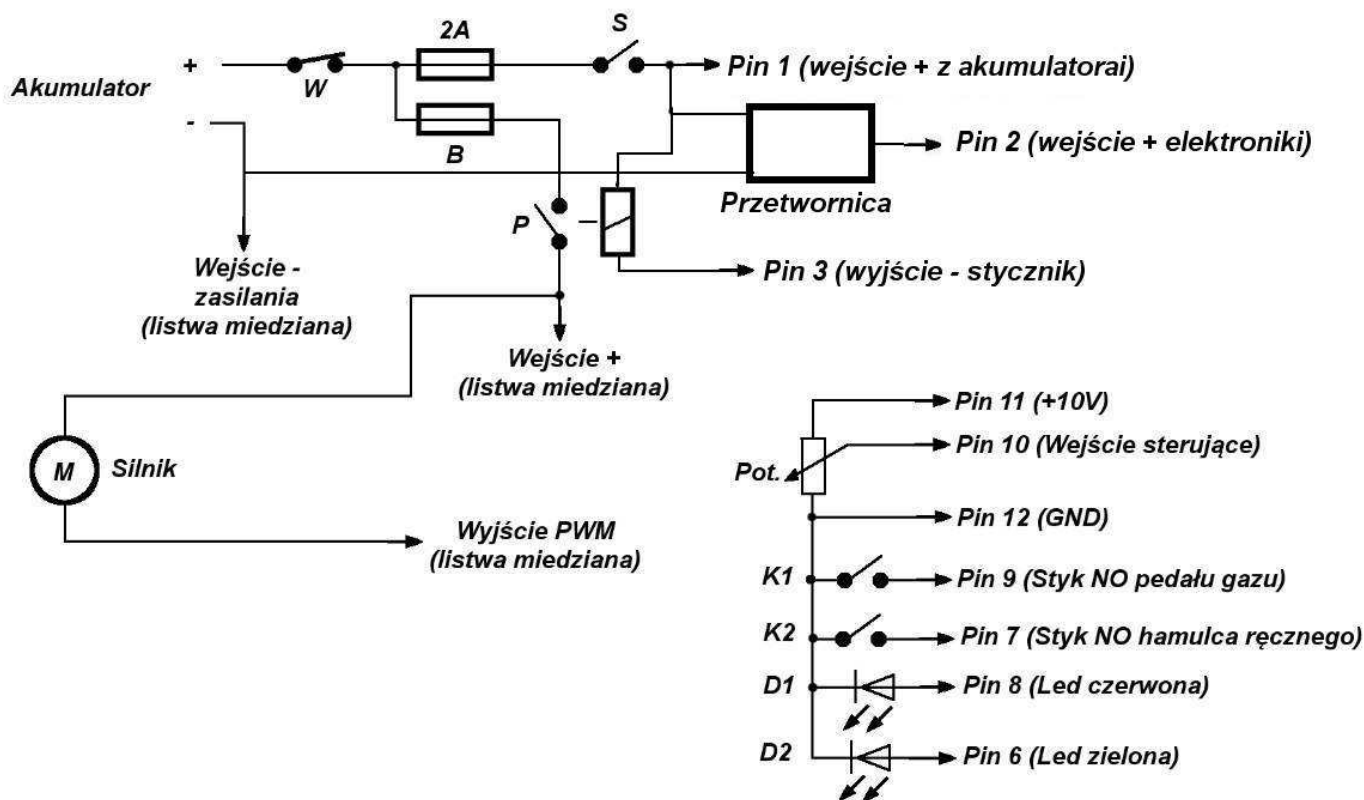 2A
S
+
Pin 1 (wejście + z akumulatorai)
Akumulator
W
-
B
Pin 2 (wejście + elektroniki)
Przetwornica
P
Wejście -
zasilania
(listwa miedziana)
Pin 3 (wyjście - stycznik)
Wejście +
(listwa miedziana)
M
Silnik
Wyjście PWM
(listwa miedziana)
Pin 11 (+10V)
Pin 10 (Wejście sterujące)
Pot.
Pin 12 (GND)
K1
Pin 9 (Styk NO pedału gazu)
K2
Pin 7 (Styk NO hamulca ręcznego)
D1
Pin 8 (Led czerwona)
D2
Pin 6 (Led zielona)